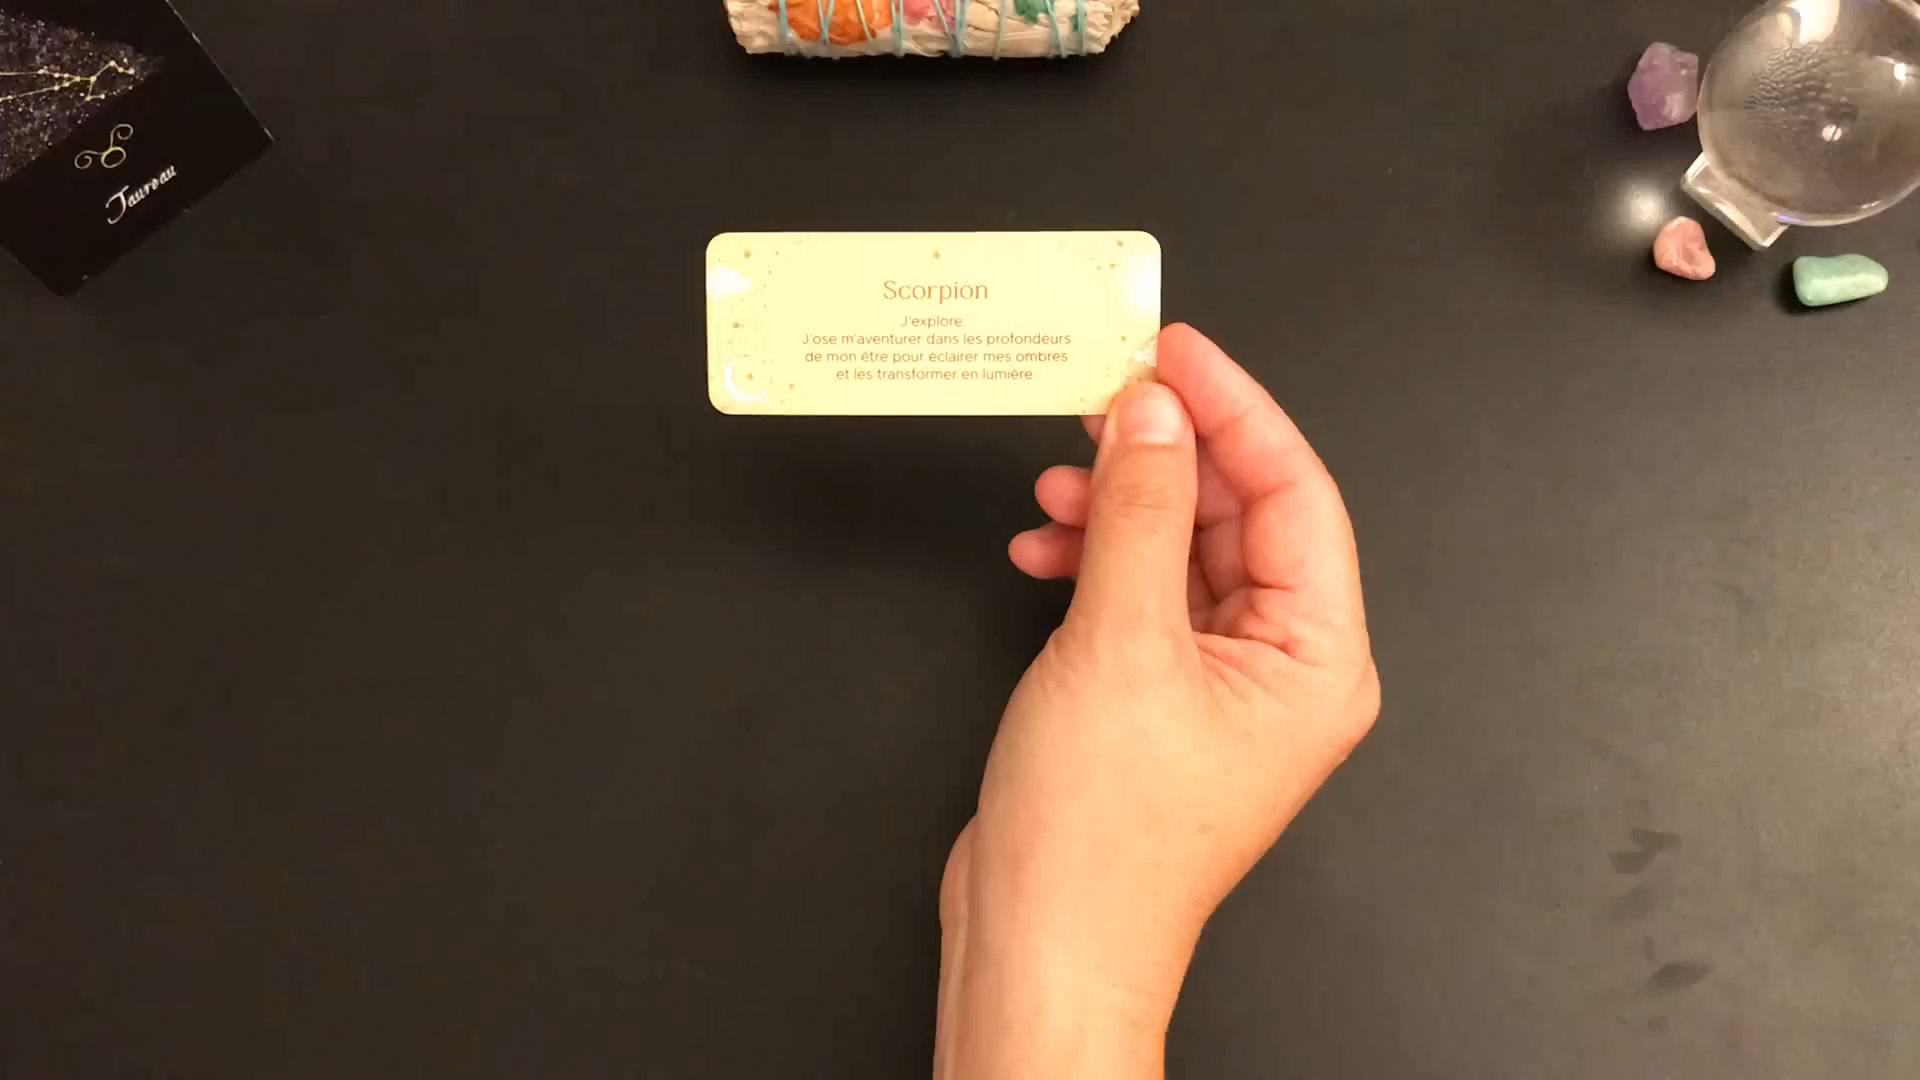 Taureau
Scorpion
J'explore.
J'ose m'aventurer dans les profondeurs
de mon être pour éclairer mes ombres
et les transformer en lumière.